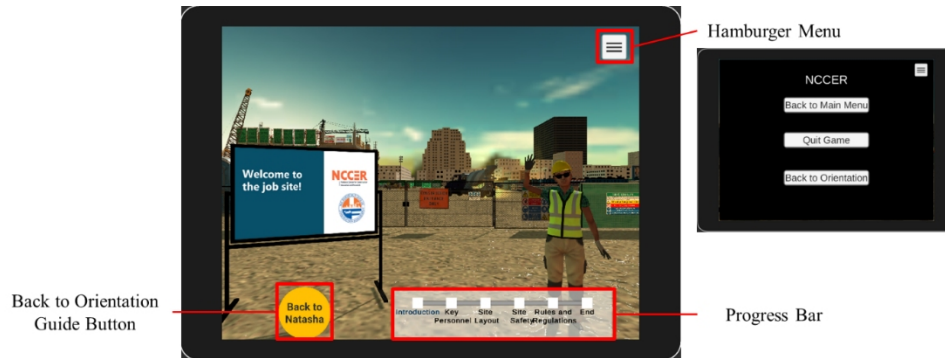 Hamburger Menu
NCCER
Back to Main Menu
Quit Game
Back to Orientation
Welcome to
the job site!
NCCER
Back to
Natasha
Introduction Key Site Site Rules and End
Personnel Layout Safety Regulations
Back to Orientation
Guide Button
Progress Bar